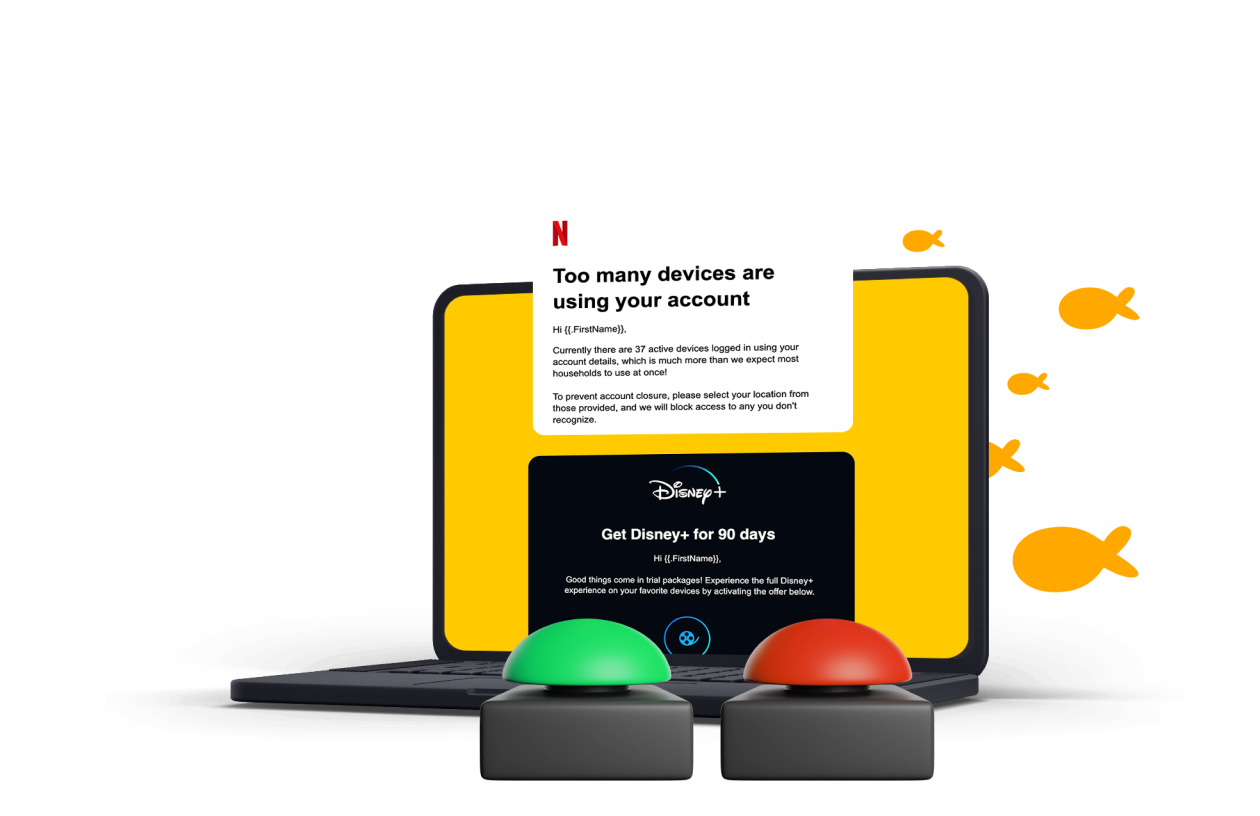 N
Too many devices are
using your account
Hi {{.FirstName}},
Currently there are 37 active devices logged in using your
account details, which is much more than we expect most
households to use at once!
To prevent account closure, please select your location from
those provided, and we will block access to any you don't
recognize.
Disney+
Get Disney+ for 90 days
Hi {{.FirstName}},
Good things come in trial packages! Experience the full Disney+
experience on your favorite devices by activating the offer below.